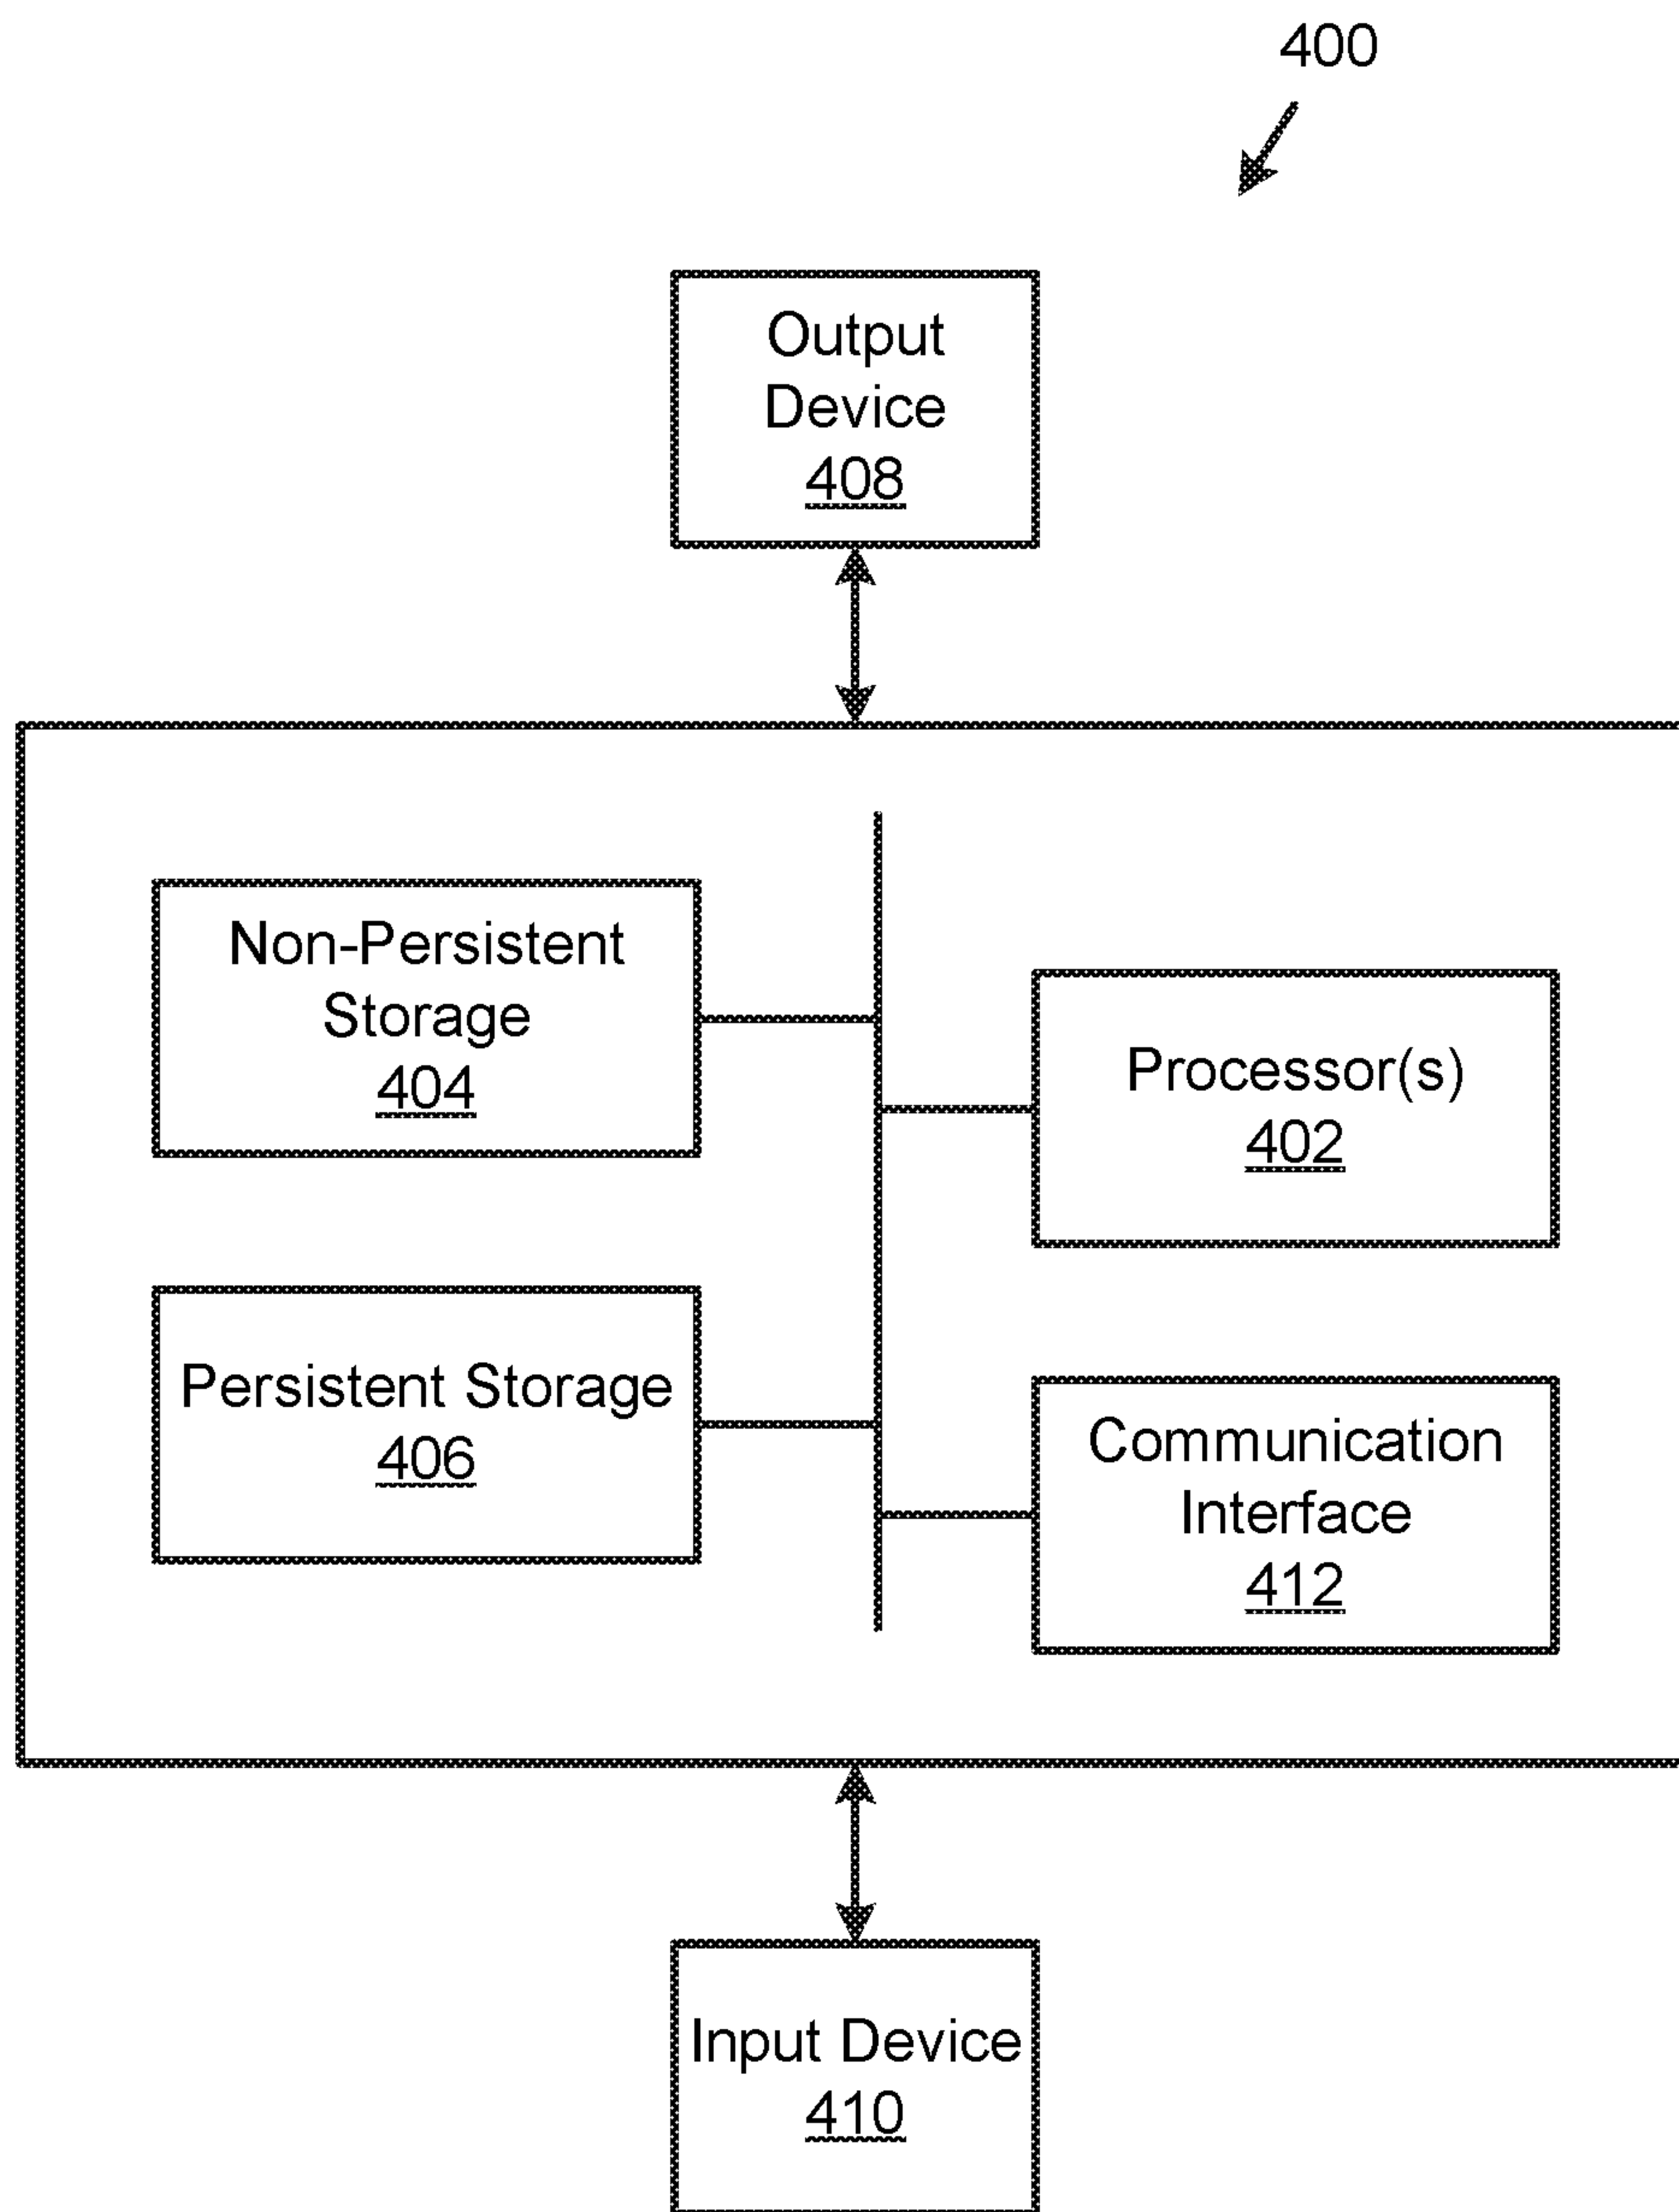 400
Output
Device
408
Non-Persistent
Storage
404
Processor(s)
402
Persistent Storage
406
Communication
Interface
412
Input Device
410